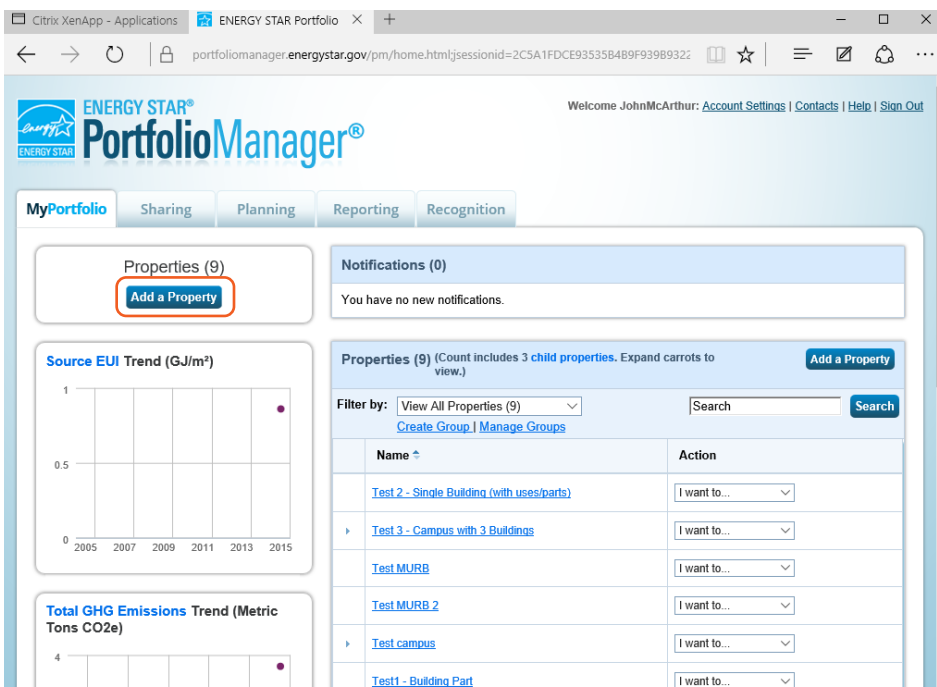 Citrix XenApp - Applications
ENERGY STAR Portfolio
portfoliomanager.energystar.gov/pm/home.html;jsessionid=2C5A1FDCE93535B4B9F939B9322
ENERGY STAR®
PortfolioManager®
energy
ENERGY STAR
Welcome JohnMcArthur: Account Settings | Contacts | Help | Sign Out
MyPortfolio
Sharing
Planning
Reporting
Recognition
Properties (9)
Add a Property
Notifications (0)
You have no new notifications.
Source EUI Trend (GJ/m²)
1
0.5
0
2005 2007 2009 2011 2013 2015
Properties (9) (Count includes 3 child properties. Expand carrots to
view.)
Add a Property
Filter by: View All Properties (9)
Search
Search
Create Group | Manage Groups
Name
Action
Test 2 - Single Building (with uses/parts)
I want to...
Test 3 - Campus with 3 Buildings
I want to...
Test MURB
I want to...
Test MURB 2
I want to...
Test campus
I want to...
Test1 - Building Part
I want to...
Total GHG Emissions Trend (Metric
Tons CO2e)
4